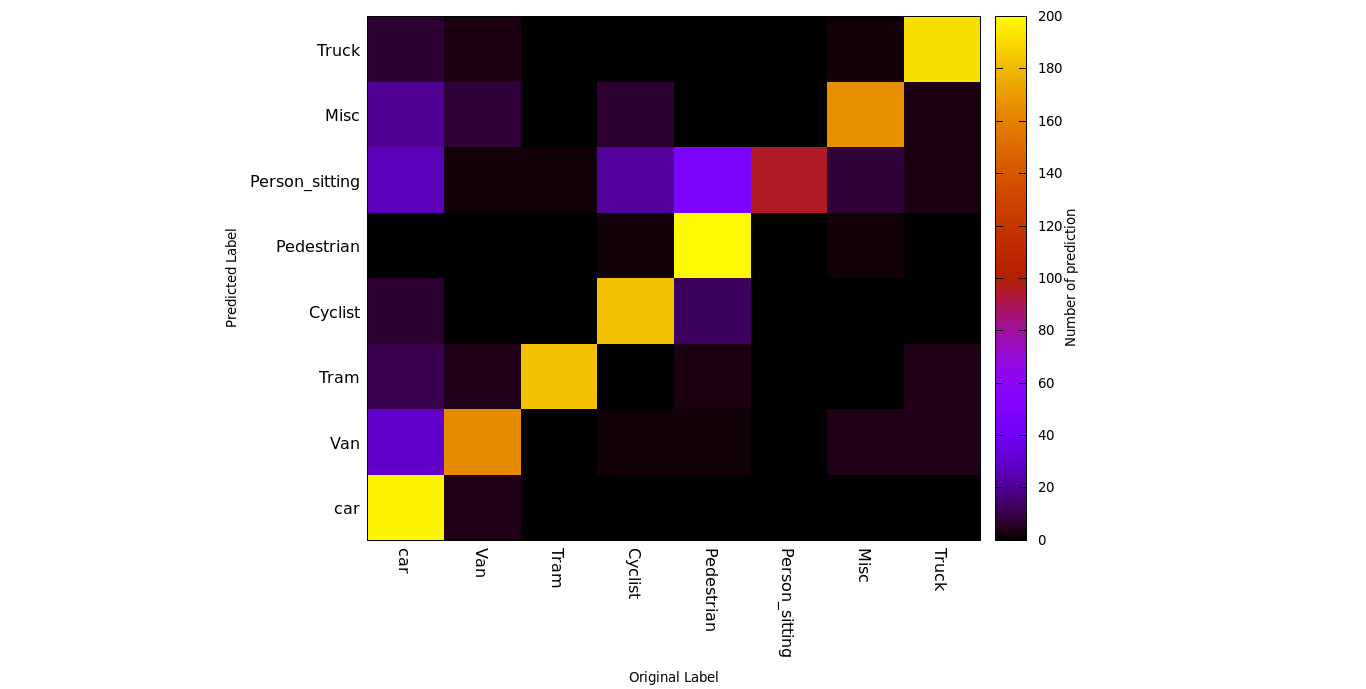 Truck
Misc
Person_sitting
Pedestrian
Cyclist
Tram
Van
car
Predicted Label
car
Van
Tram
Cyclist
Pedestrian
Person_sitting
Misc
Truck
Original Label
200
180
160
140
120
100
80
60
40
20
0
Number of prediction